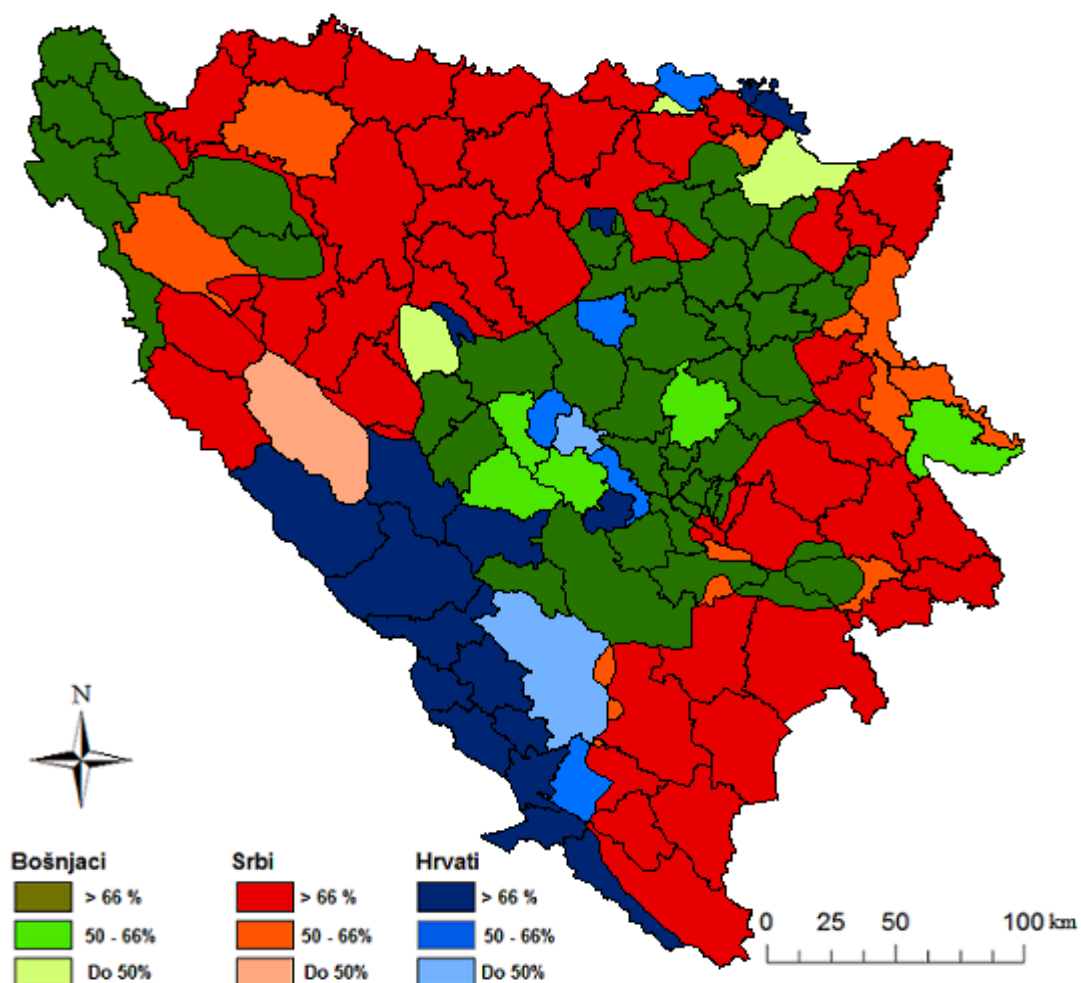 N
Bošnjaci Srbi Hrvati
> 66 % > 66 % > 66 %
50 - 66% 50 - 66% 50 - 66%
Do 50% Do 50% Do 50%
0 25 50 100 km